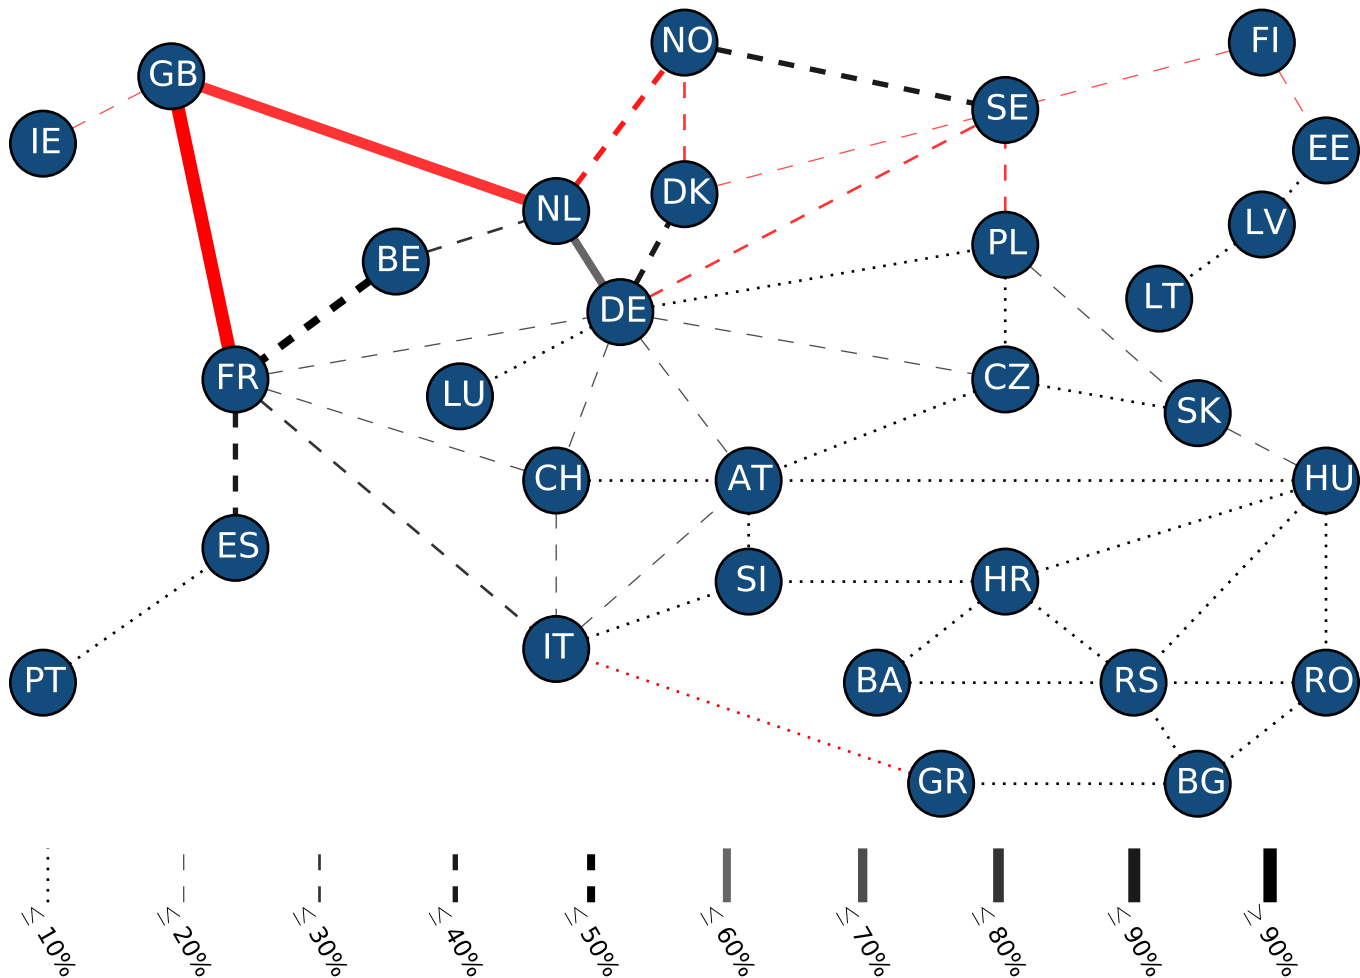 NO
FI
GB
SE
IE
EE
DK
NL
LV
PL
BE
LT
DE
FR
LU
CZ
SK
CH
AT
HU
ES
SI
HR
IT
PT
BA
RS
RO
GR
BG
≤ 10%
≤ 20%
≤ 30%
≤ 40%
≤ 50%
≤ 60%
≤ 70%
≤ 80%
≤ 90%
≥ 90%